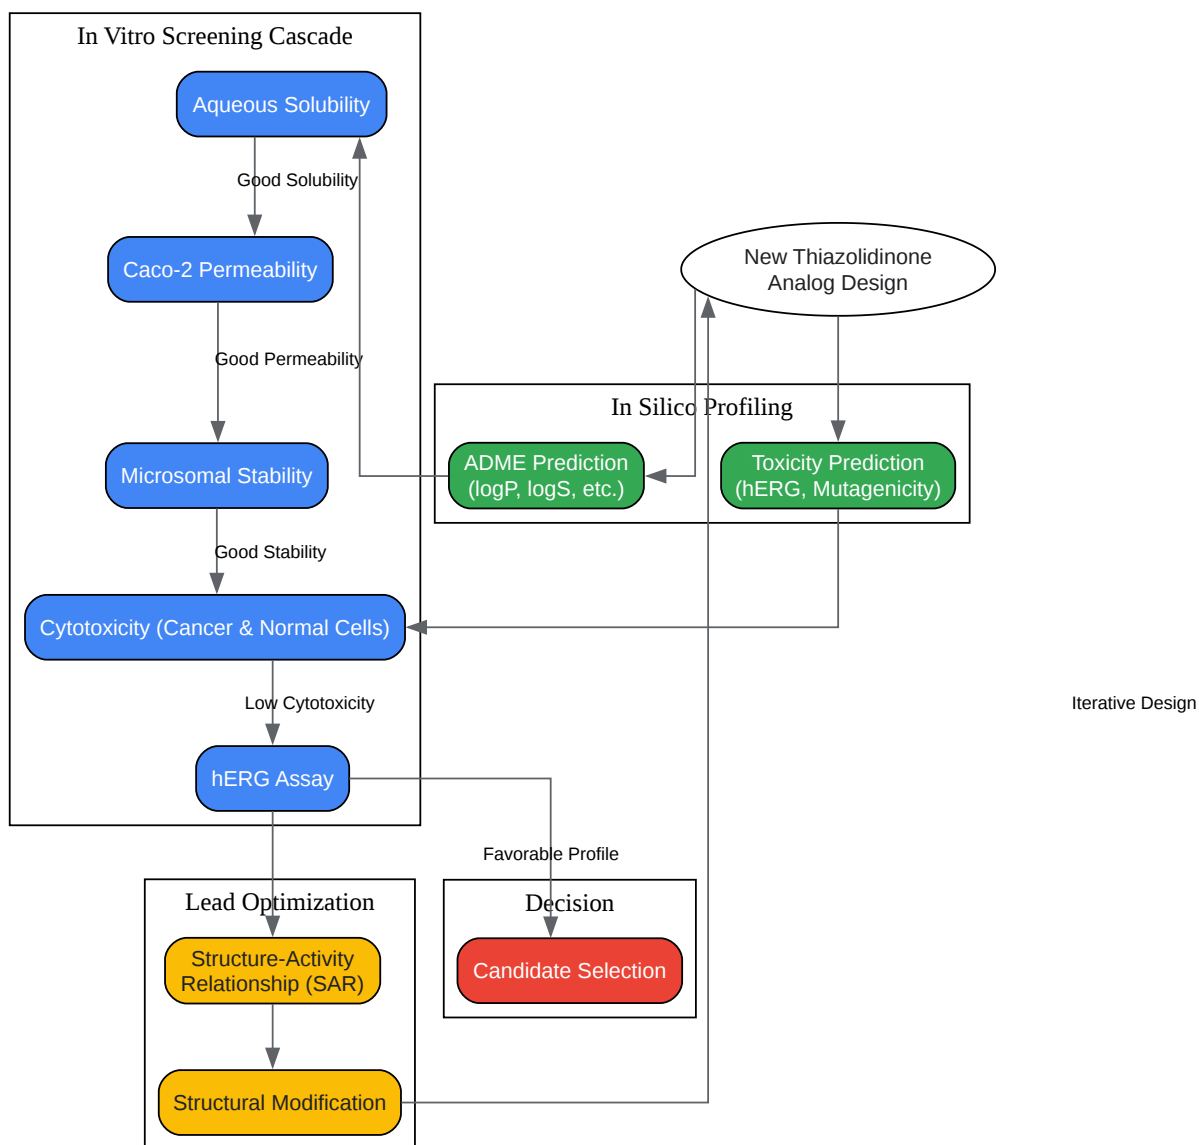 In Vitro Screening Cascade
Aqueous Solubility
Good Solubility
Caco-2 Permeability
Good Permeability
Microsomal Stability
Good Stability
Cytotoxicity (Cancer & Normal Cells)
Low Cytotoxicity
hERG Assay
New Thiazolidinone
Analog Design
In Silico Profiling
ADME Prediction
(logP, logS, etc.)
Toxicity Prediction
(hERG, Mutagenicity)
Iterative Design
Favorable Profile
Lead Optimization
Structure-Activity
Relationship (SAR)
Structural Modification
Decision
Candidate Selection